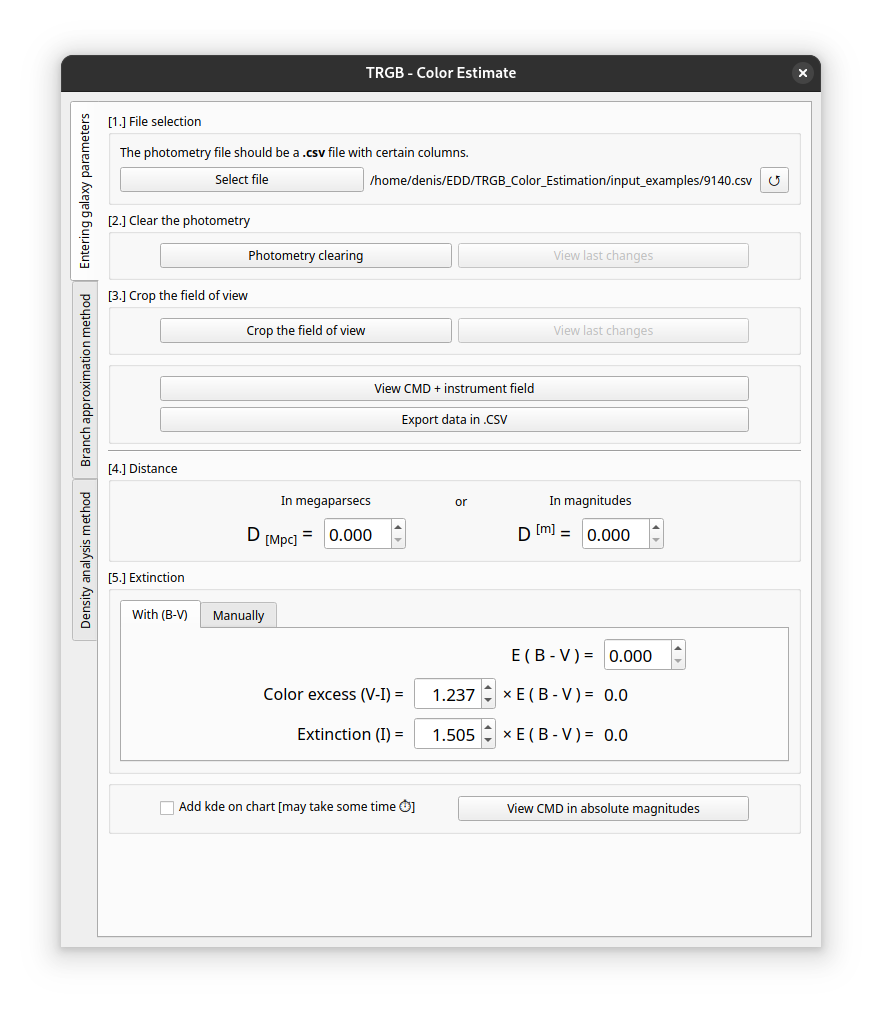 TRGB - Color Estimate
Entering galaxy parameters
Branch approximation method
Density analysis method
[1.] File selection
The photometry file should be a .csv file with certain columns.
Select file /home/denis/EDD/TRGB_Color_Estimation/input_examples/9140.csv ↺
[2.] Clear the photometry
Photometry clearing View last changes
[3.] Crop the field of view
Crop the field of view View last changes
View CMD + instrument field
Export data in .CSV
[4.] Distance
In megaparsecs or In magnitudes
D [Mpc] = 0.000 D [m] = 0.000
[5.] Extinction
With (B-V) Manually
E ( B - V ) = 0.000
Color excess (V-I) = 1.237 × E ( B - V ) = 0.0
Extinction (I) = 1.505 × E ( B - V ) = 0.0
Add kde on chart [may take some time ⏱] View CMD in absolute magnitudes